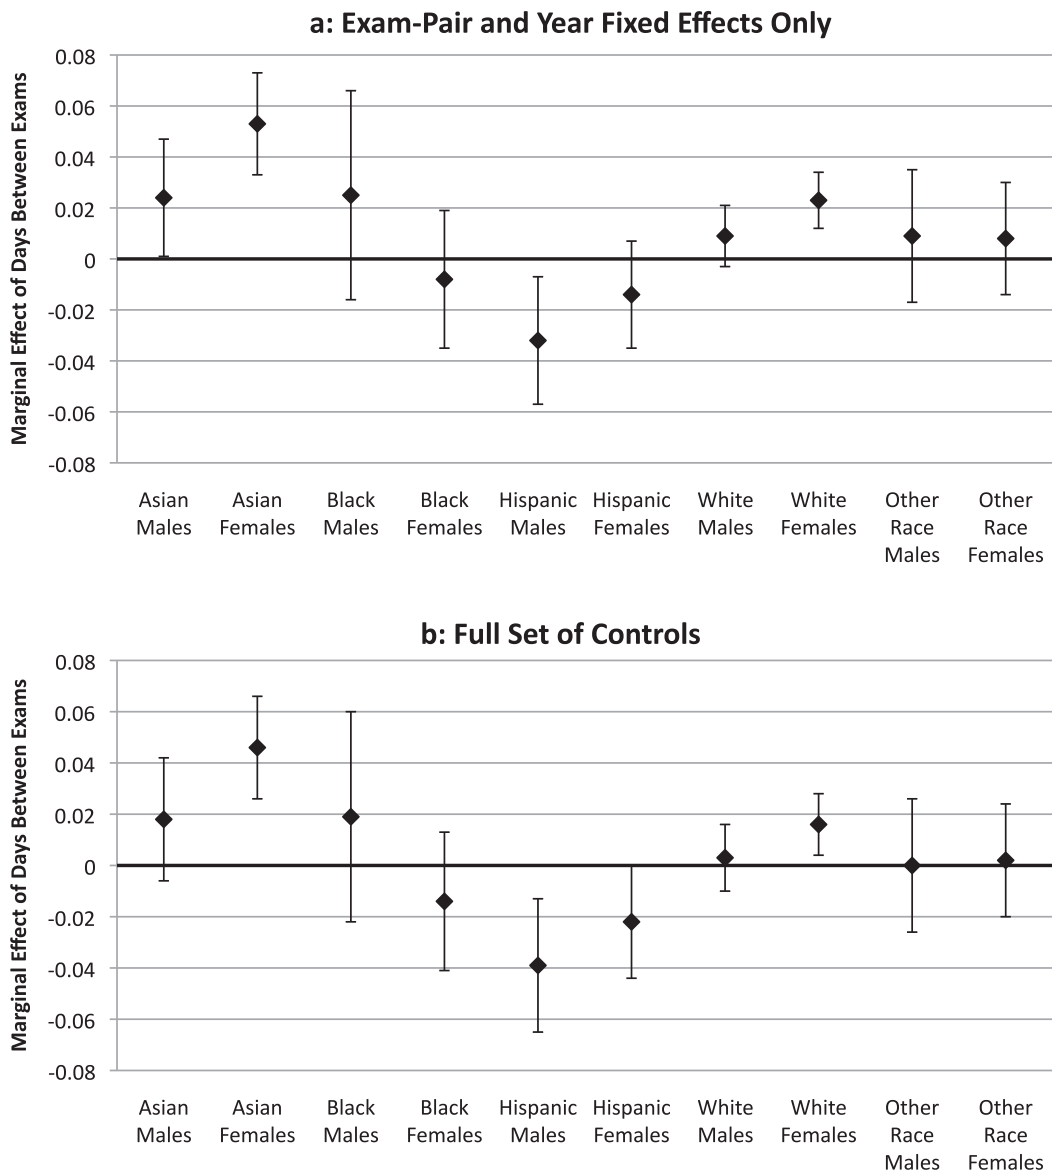 a: Exam-Pair and Year Fixed Effects Only
Marginal Effect of Days Between Exams
0.08
0.06
0.04
0.02
0
-0.02
-0.04
-0.06
-0.08
Asian Males
Asian Females
Black Males
Black Females
Hispanic Males
Hispanic Females
White Males
White Females
Other Race Males
Other Race Females
b: Full Set of Controls
Marginal Effect of Days Between Exams
0.08
0.06
0.04
0.02
0
-0.02
-0.04
-0.06
-0.08
Asian Males
Asian Females
Black Males
Black Females
Hispanic Males
Hispanic Females
White Males
White Females
Other Race Males
Other Race Females